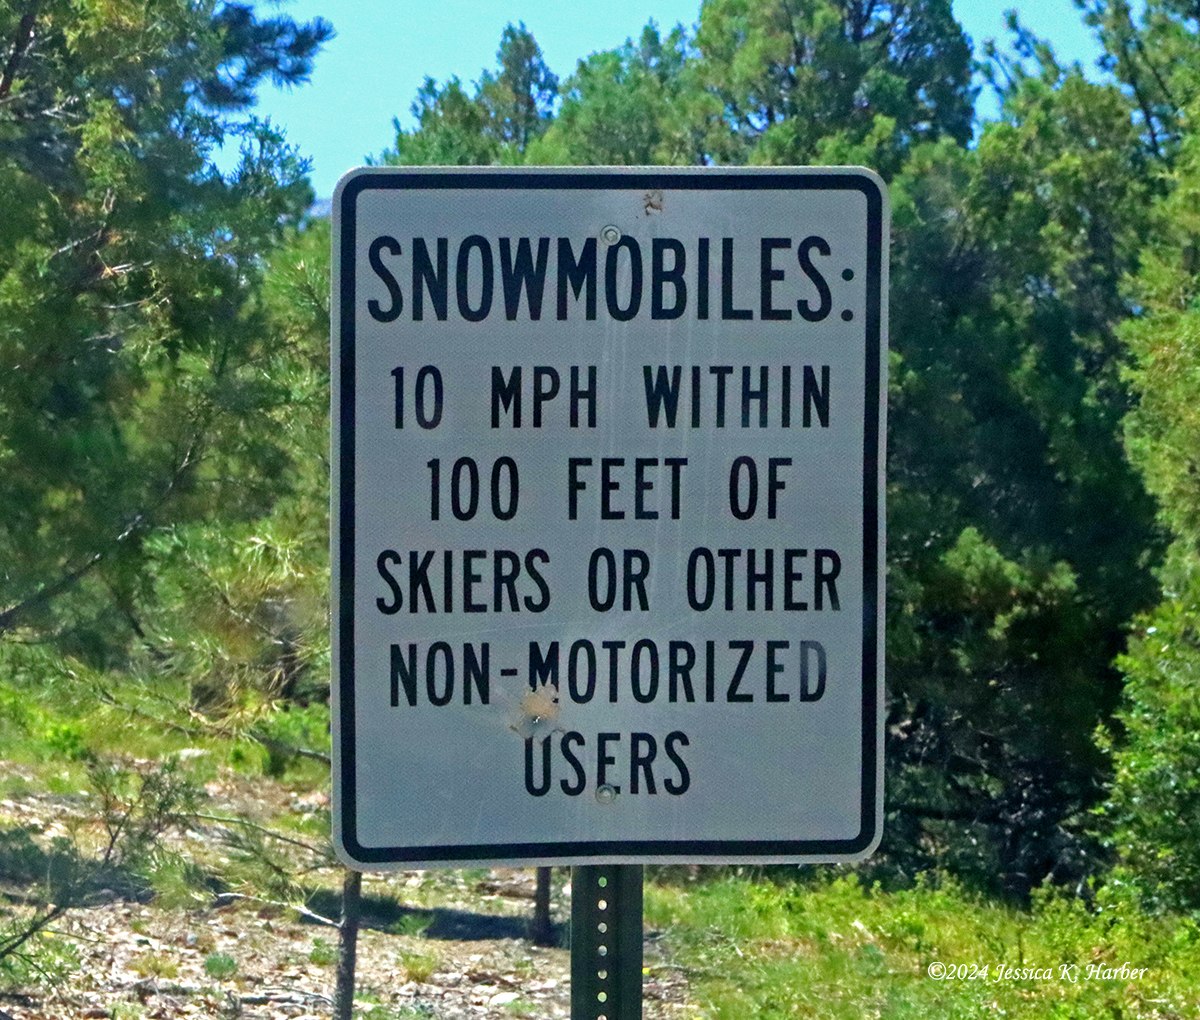 SNOWMOBILES:
10 MPH WITHIN
100 FEET OF
SKIERS OR OTHER
NON-MOTORIZED
USERS
©2024 Jessica K. Harber